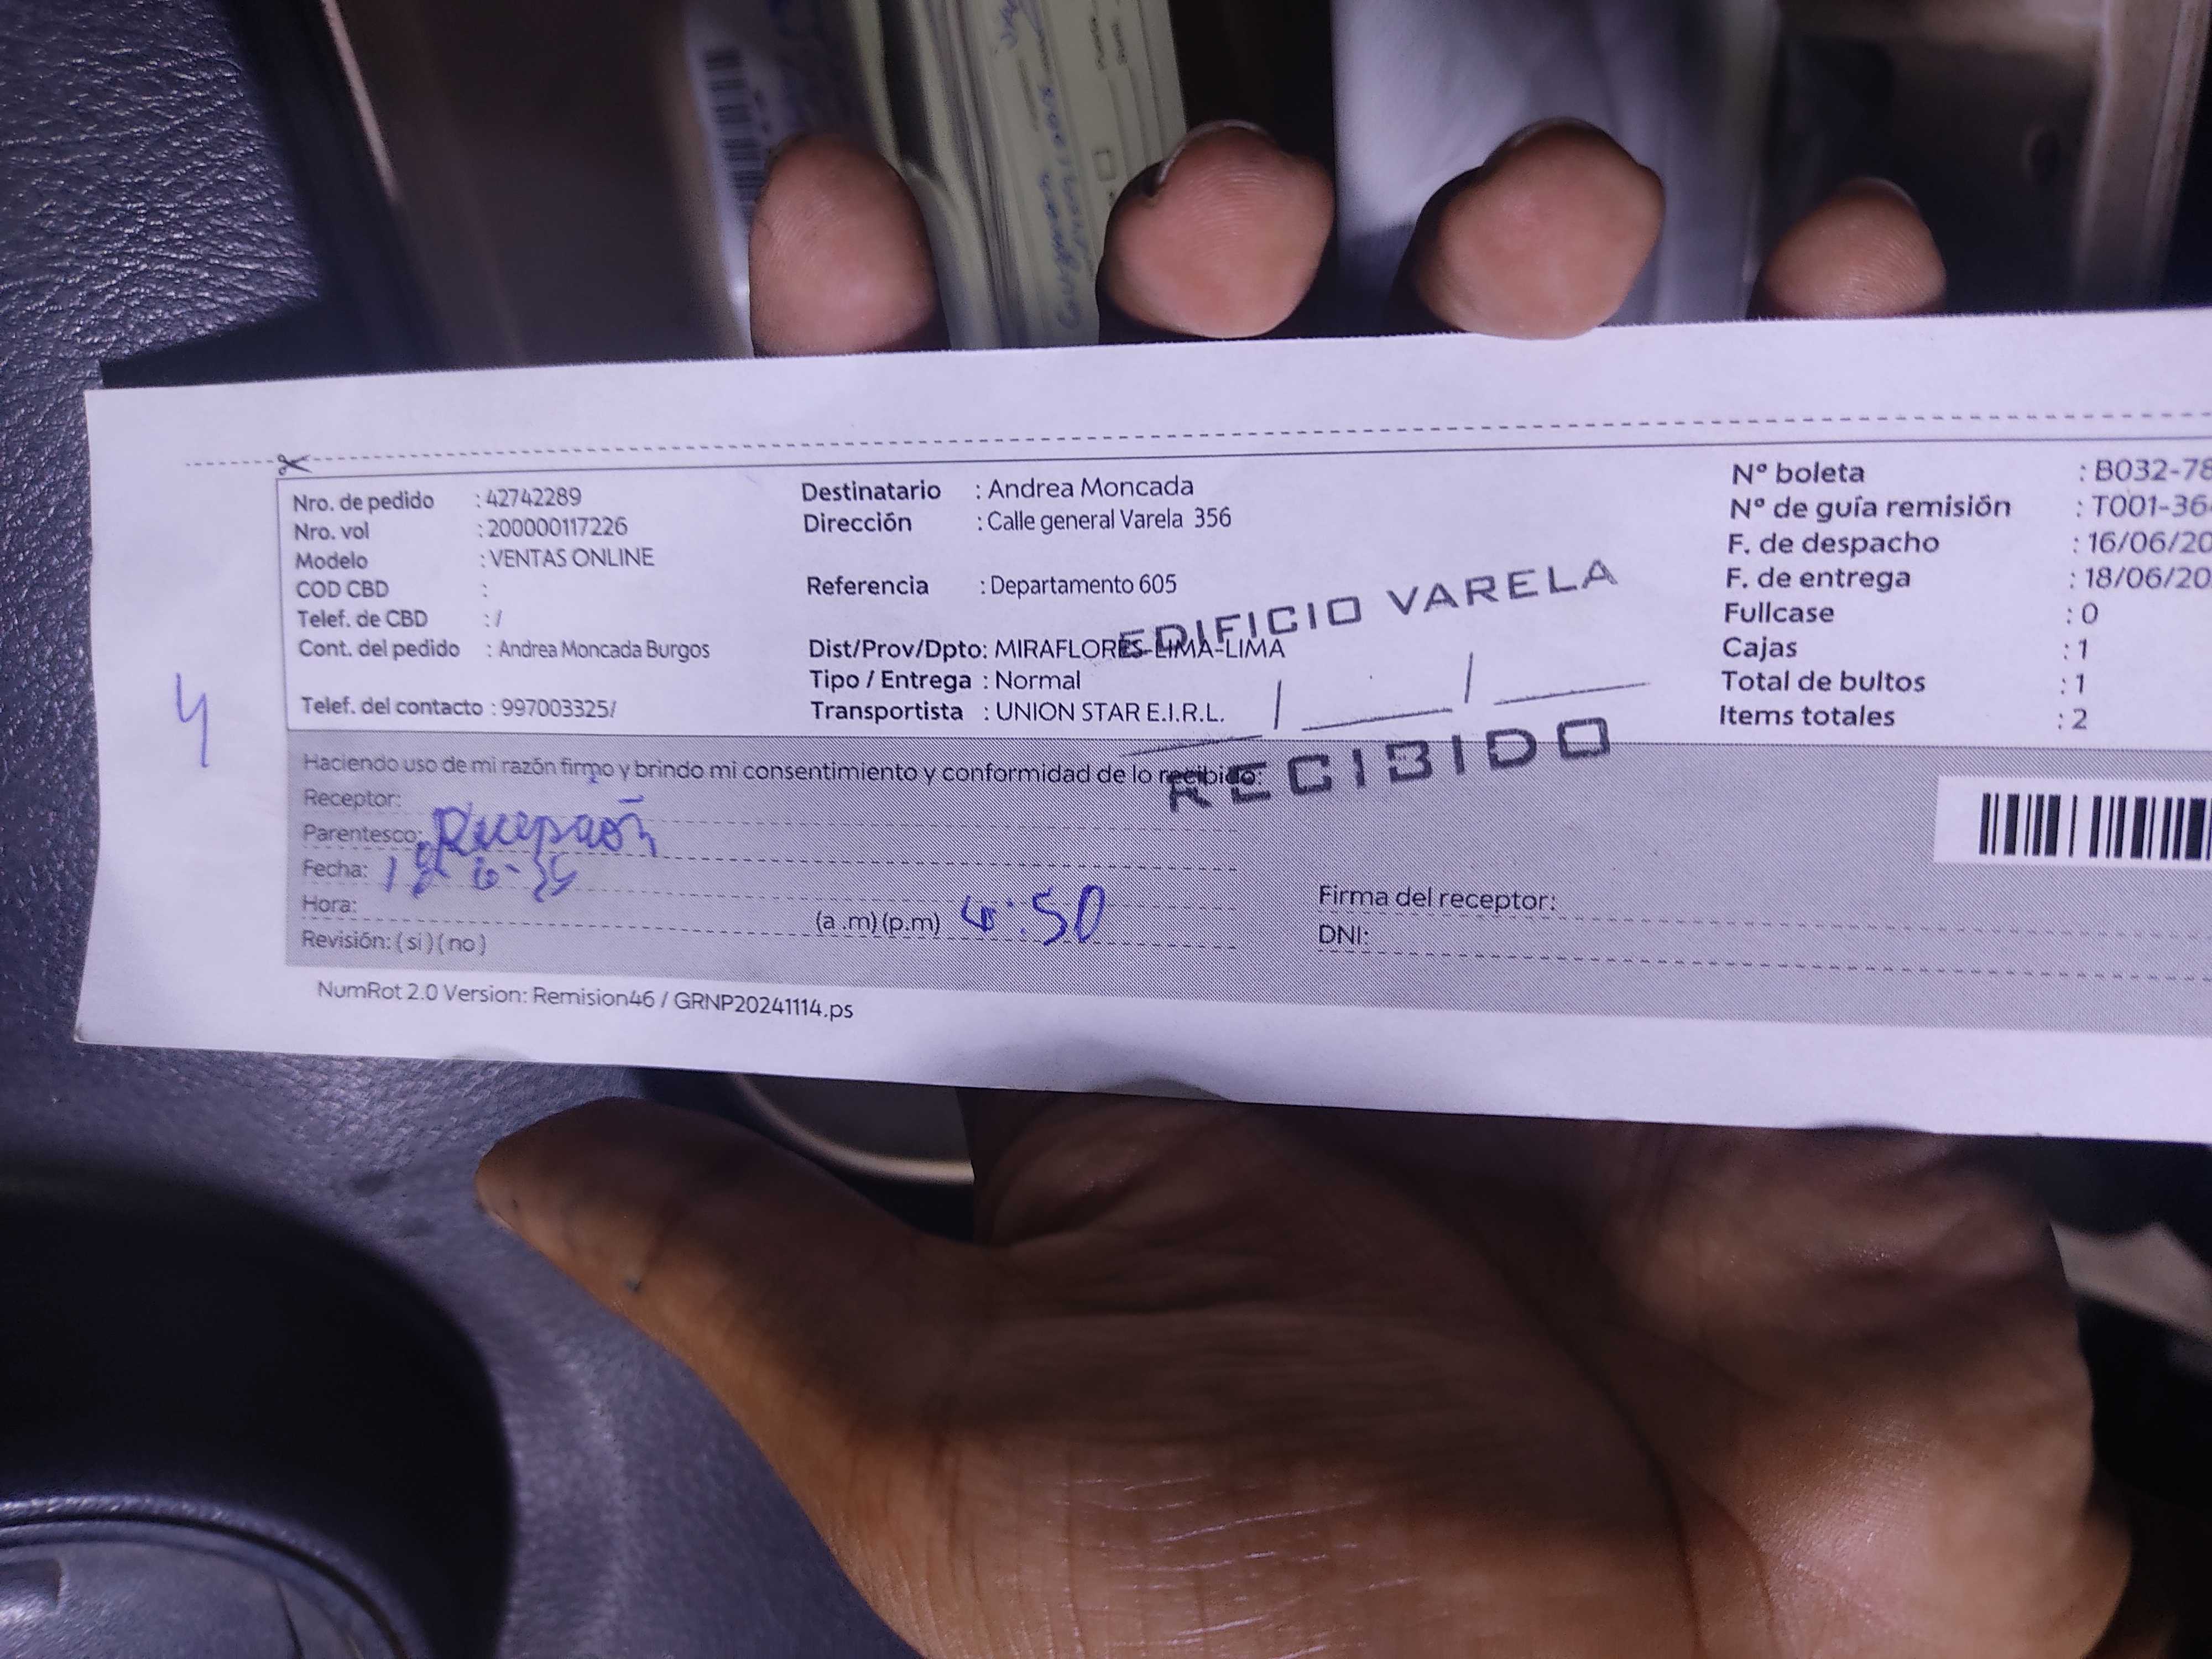 Nro. de pedido : 42742289
Nro. vol : 200000117226
Modelo : VENTAS ONLINE
COD CBD :
Telef. de CBD : /
Cont. del pedido : Andrea Moncada Burgos
Telef. del contacto : 997003325/
Destinatario : Andrea Moncada
Dirección : Calle general Varela 356
Referencia : Departamento 605
Dist/Prov/Dpto: MIRAFLORES-LIMA-LIMA
Tipo / Entrega : Normal
Transportista : UNION STAR E.I.R.L.
Nº boleta : B032-78
Nº de guía remisión : T001-36
F. de despacho : 16/06/20
F. de entrega : 18/06/20
Fullcase : 0
Cajas : 1
Total de bultos : 1
Items totales : 2
EDIFICIO VARELA
/ /
RECIBIDO
4
Haciendo uso de mi razón firmo y brindo mi consentimiento y conformidad de lo recibido:
Receptor:
Parentesco: Recepción
Fecha:
Hora: (a .m) (p.m) :50
Revisión: ( si ) ( no )
Firma del receptor:
DNI:
NumRot 2.0 Version: Remision46 / GRNP20241114.ps